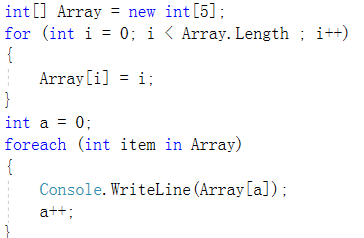 int[] Array = new int[5];
for (int i = 0; i < Array.Length ; i++)
{
    Array[i] = i;
}
int a = 0;
foreach (int item in Array)
{
    Console.WriteLine(Array[a]);
    a++;
}